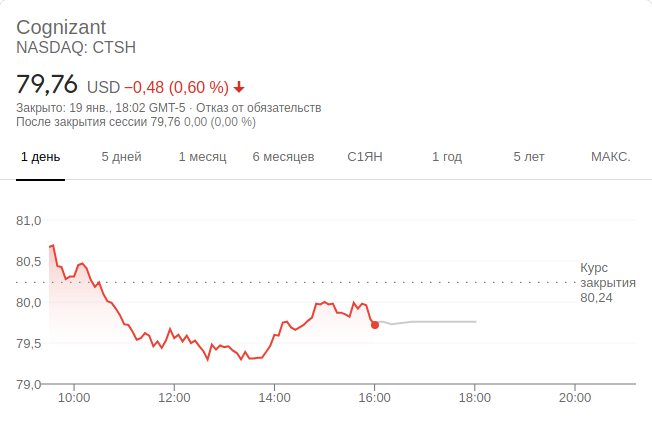 Cognizant
NASDAQ: CTSH
79,76 USD −0,48 (0,60 %)
Закрыто: 19 янв., 18:02 GMT-5 · Отказ от обязательств
После закрытия сессии 79,76 0,00 (0,00 %)
1 день 5 дней 1 месяц 6 месяцев С1ЯН 1 год 5 лет МАКС.
81,0
80,5
Курс
закрытия
80,24
80,0
79,5
79,0
10:00 12:00 14:00 16:00 18:00 20:00